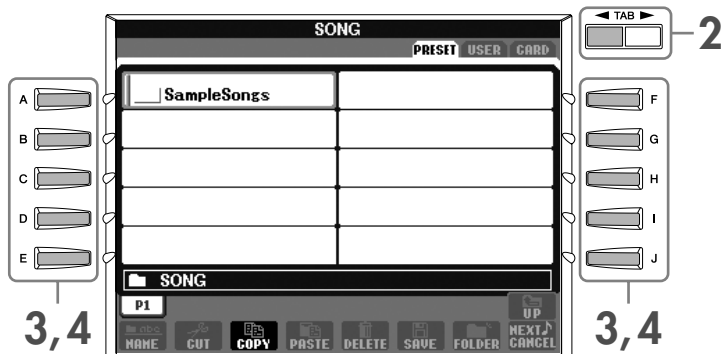 SONG
◄ TAB ►
2
PRESET USER CARD
A
SampleSongs
F
B
G
C
H
D
I
E
J
SONG
P1
UP
3,4
3,4
abc
NAME CUT COPY PASTE DELETE SAVE FOLDER NEXT♪
CANCEL